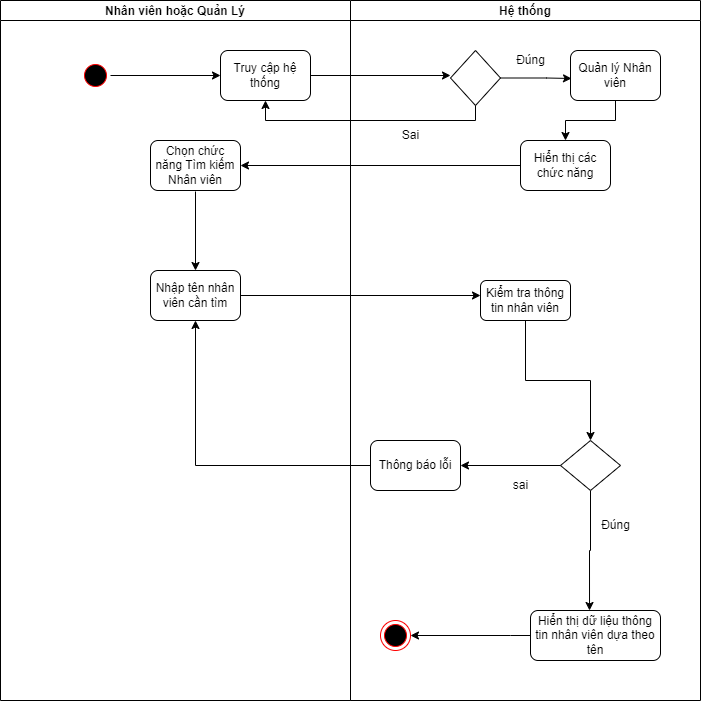 Nhân viên hoặc Quản Lý
Hệ thống
Truy cập hệ
thống
Đúng
Quản lý Nhân
viên
Sai
Chọn chức
năng Tìm kiếm
Nhân viên
Hiển thị các
chức năng
Nhập tên nhân
viên cần tìm
Kiểm tra thông
tin nhân viên
Thông báo lỗi
sai
Đúng
Hiển thị dữ liệu thông
tin nhân viên dựa theo
tên